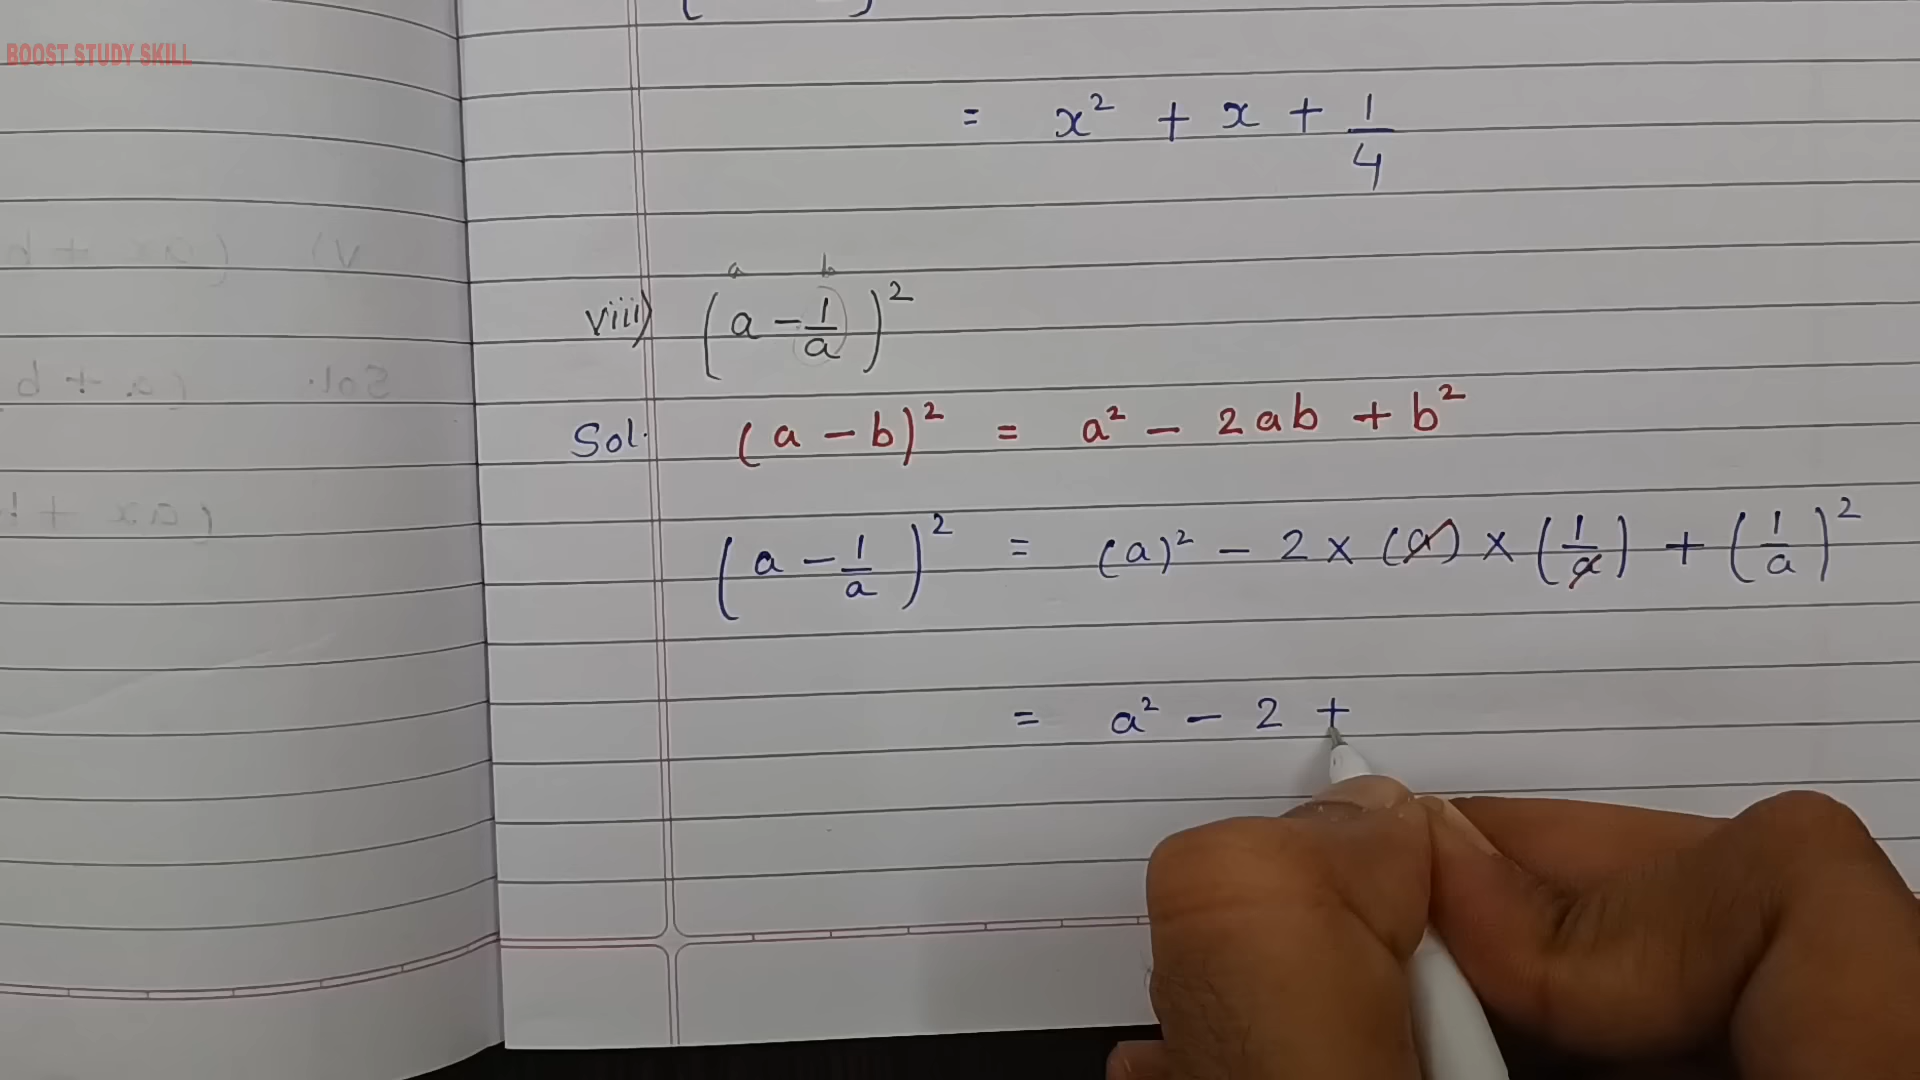 BOOST STUDY SKILL
= x² + x + 1/4
a b
viii) (a - 1/a)²
Sol. (a - b)² = a² - 2ab + b²
(a - 1/a)² = (a)² - 2 × (a) × (1/a) + (1/a)²
= a² - 2 +